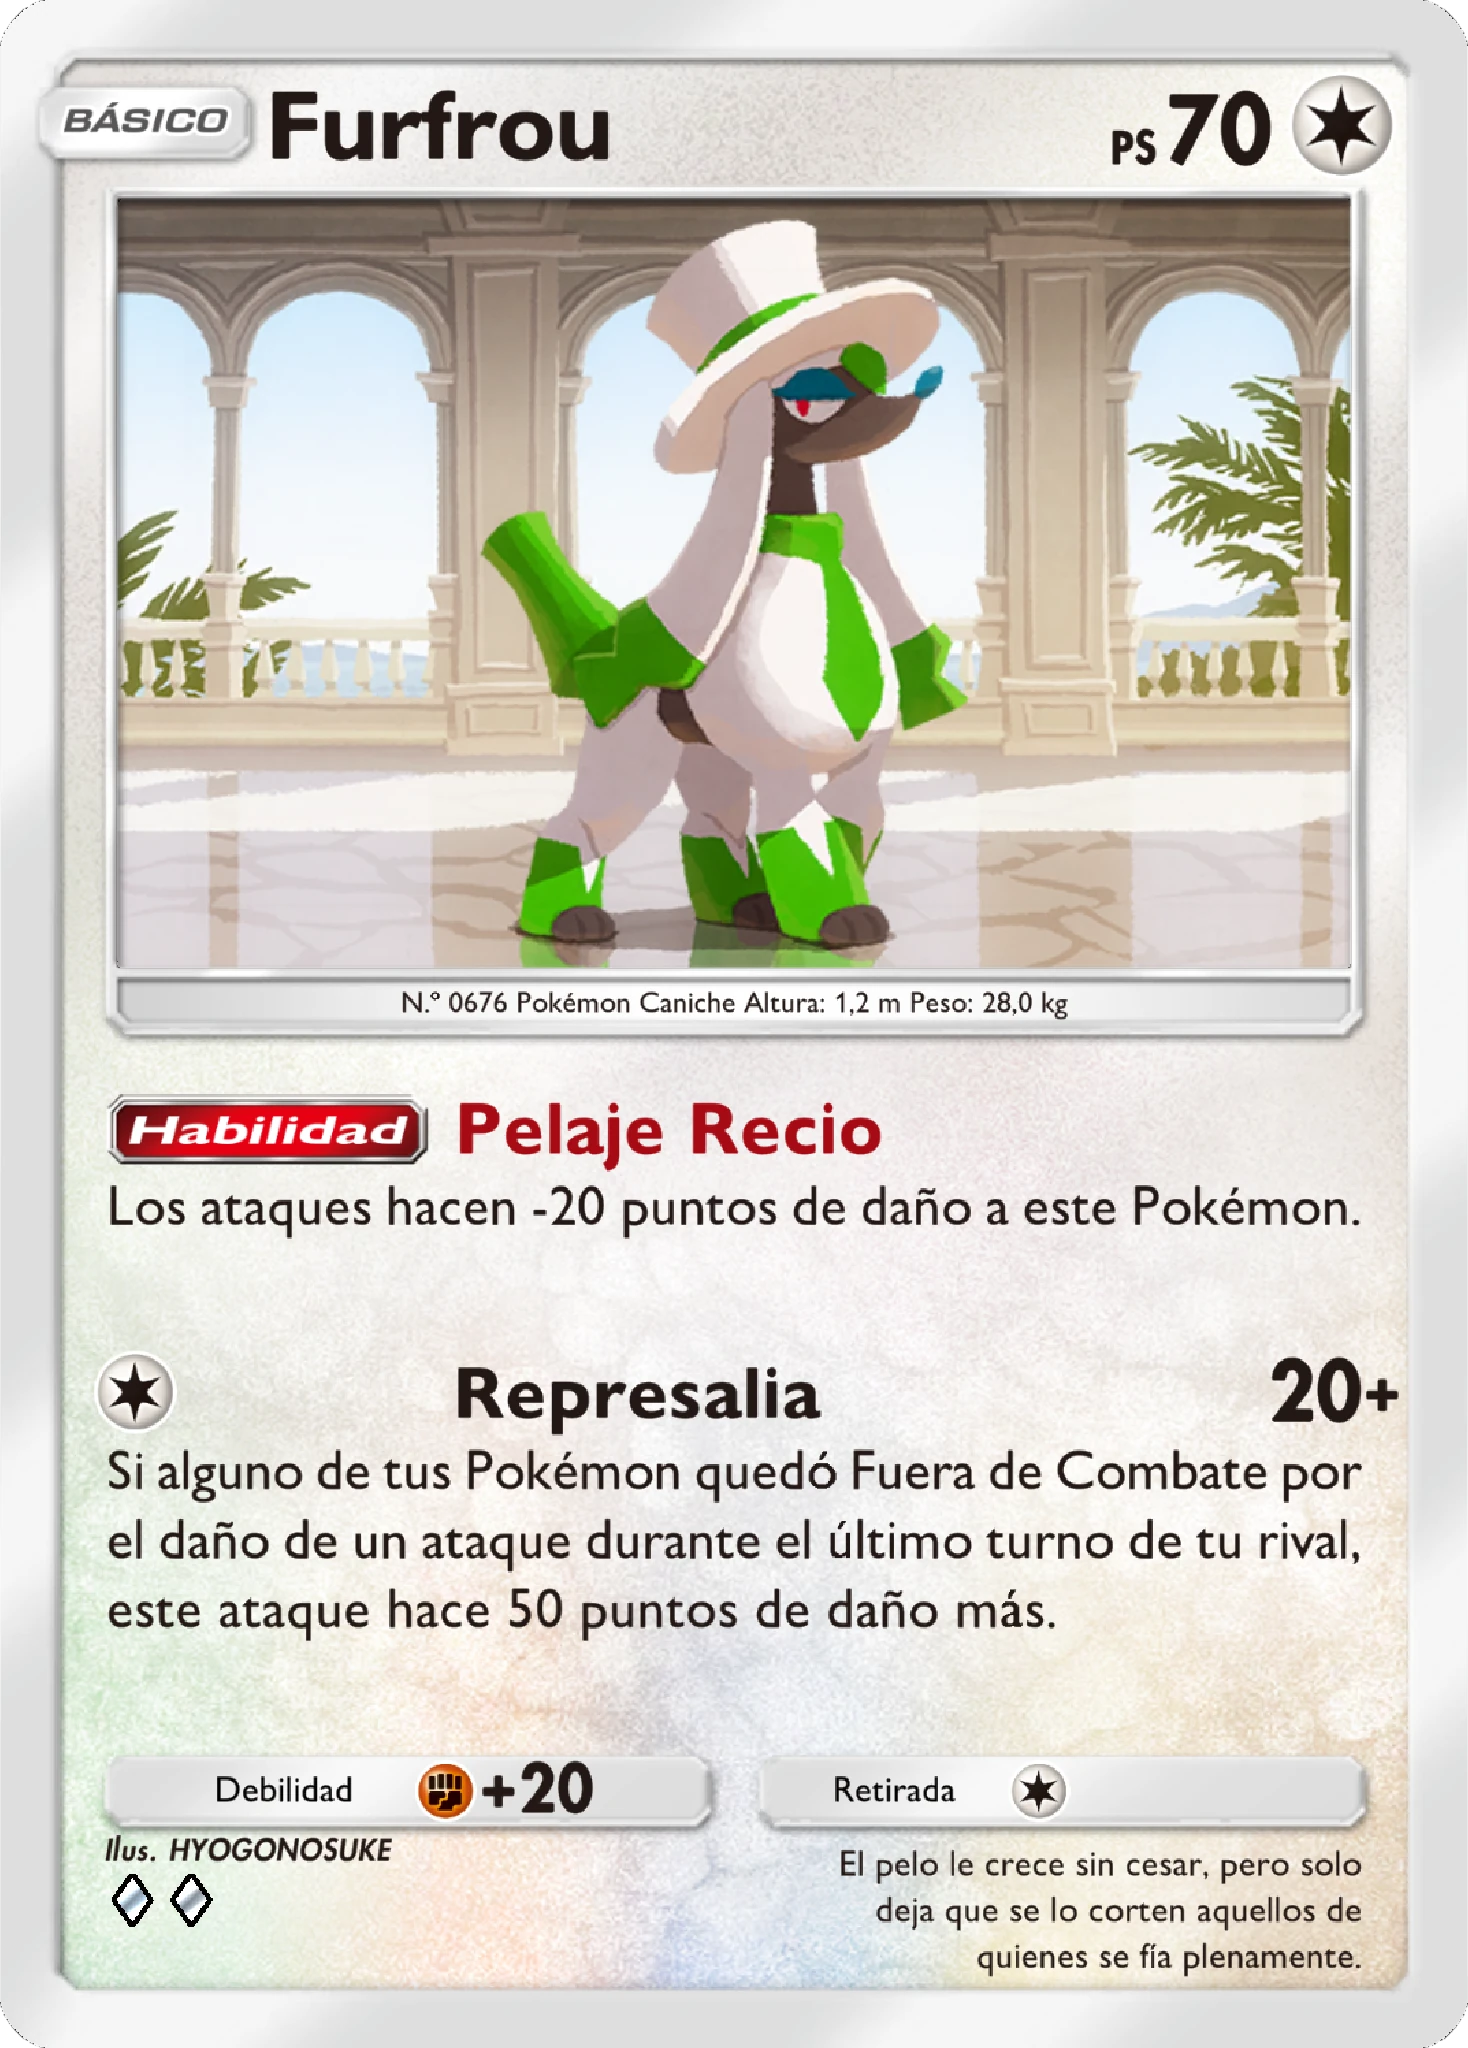 BÁSICO Furfrou PS 70
N.º 0676 Pokémon Caniche Altura: 1,2 m Peso: 28,0 kg
Habilidad Pelaje Recio
Los ataques hacen -20 puntos de daño a este Pokémon.
Represalia 20+
Si alguno de tus Pokémon quedó Fuera de Combate por
el daño de un ataque durante el último turno de tu rival,
este ataque hace 50 puntos de daño más.
Debilidad +20 Retirada
Ilus. HYOGONOSUKE
El pelo le crece sin cesar, pero solo
deja que se lo corten aquellos de
quienes se fía plenamente.